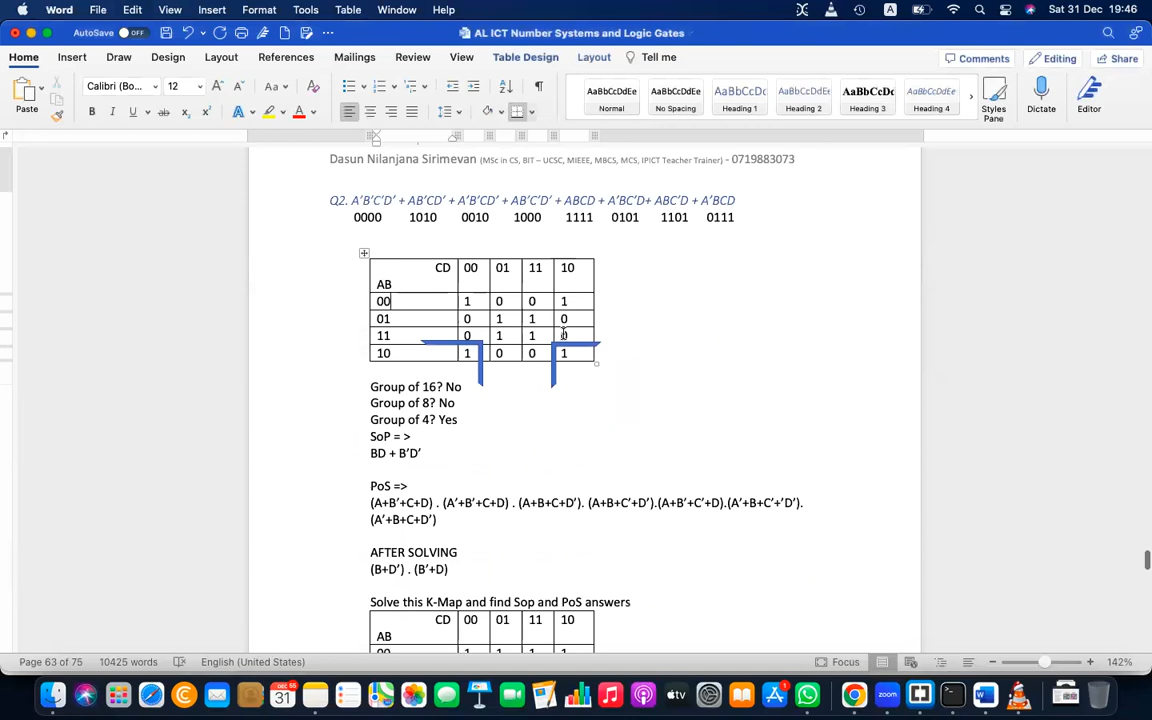 Word File Edit View Insert Format Tools Table Window Help A Sat 31 Dec 19:46
AutoSave OFF AL ICT Number Systems and Logic Gates
Home Insert Draw Design Layout References Mailings Review View Table Design Layout Tell me Comments Editing Share
Paste Calibri (Bo... 12 AaBbCcDdEe Normal AaBbCcDdEe No Spacing AaBbCcDd Heading 1 AaBbCcDdEe Heading 2 AaBbCcDd Heading 3 AaBbCcDdEe Heading 4 Styles Pane Dictate Editor
Dasun Nilanjana Sirimevan (MSc in CS, BIT – UCSC, MIEEE, MBCS, MCS, IPICT Teacher Trainer) - 0719883073
Q2. A'B'C'D' + AB'CD' + A'B'CD' + AB'C'D' + ABCD + A'BC'D+ ABC'D + A'BCD
0000 1010 0010 1000 1111 0101 1101 0111
CD 00 01 11 10
AB
00 1 0 0 1
01 0 1 1 0
11 0 1 1 0
10 1 0 0 1
Group of 16? No
Group of 8? No
Group of 4? Yes
SoP = >
BD + B'D'
PoS =>
(A+B'+C+D) . (A'+B'+C+D) . (A+B+C+D'). (A+B+C'+D').(A+B'+C'+D).(A'+B+C'+'D').
(A'+B+C+D')
AFTER SOLVING
(B+D') . (B'+D)
Solve this K-Map and find Sop and PoS answers
CD 00 01 11 10
AB
Page 63 of 75 10425 words English (United States) Focus 142%